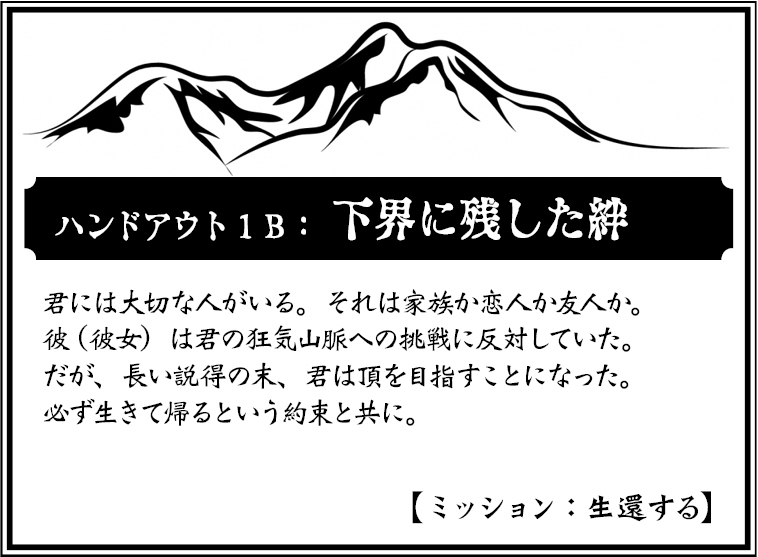 ハンドアウト1B：下界に残した絆
君には大切な人がいる。それは家族か恋人か友人か。
彼（彼女）は君の狂気山脈への挑戦に反対していた。
だが、長い説得の末、君は頂を目指すことになった。
必ず生きて帰るという約束と共に。
【ミッション：生還する】